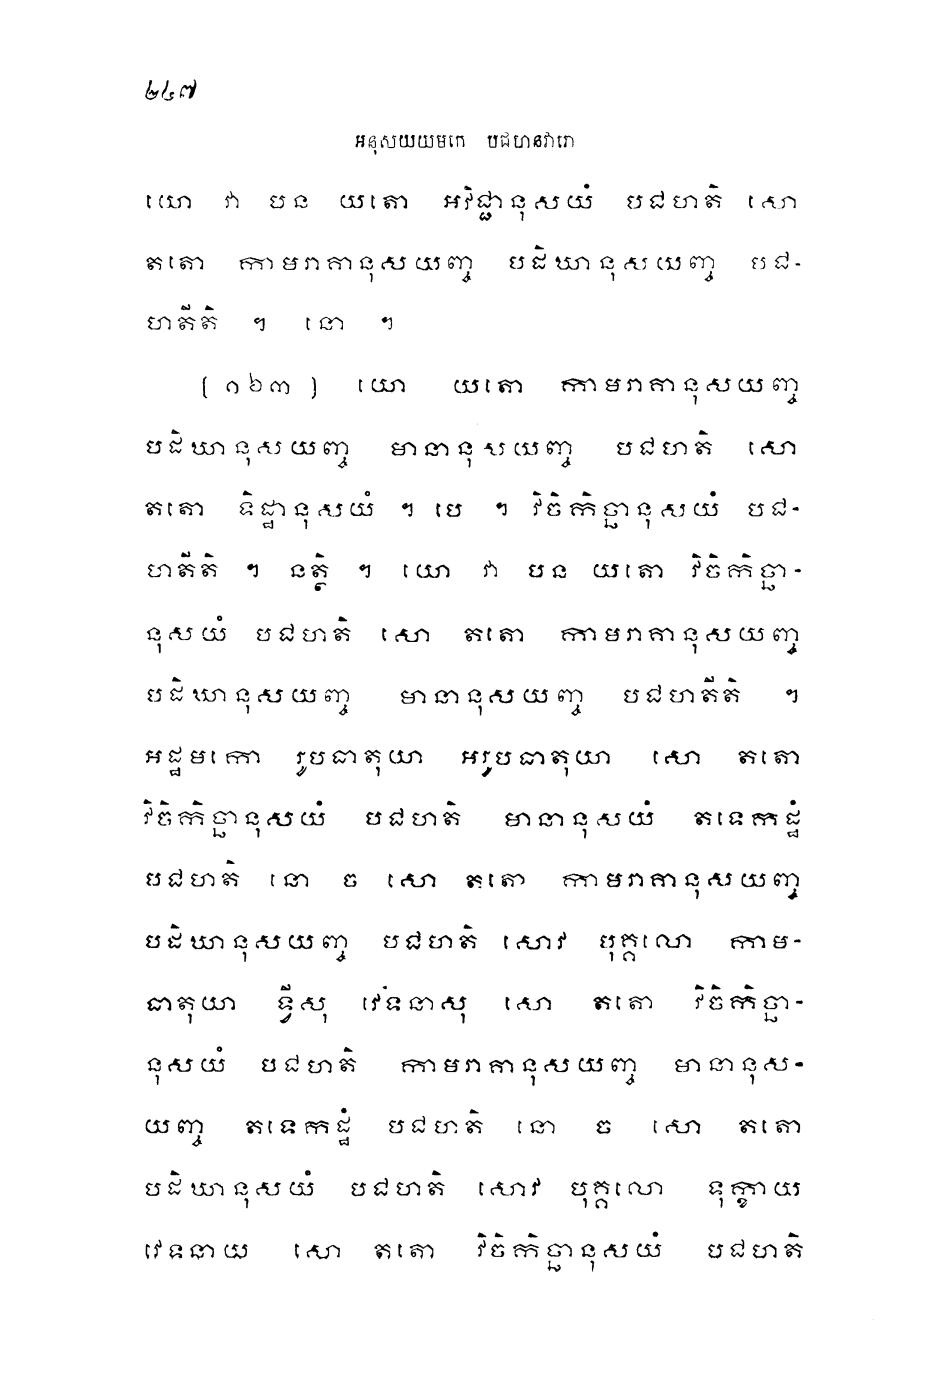 ២៤៧
អនុសយយមកេ បជហនវារោ
យោ វា បន យតោ អវិជ្ជានុសយំ បជហតិ សោ
តតោ កាមរាគានុសយញ្ច បដិឃានុសយញ្ច បជ-
ហតីតិ ។ នោ ។
(១៦៣) យោ យតោ កាមរាគានុសយញ្ច
បដិឃានុសយញ្ច មានានុសយញ្ច បជហតិ សោ
តតោ ទិដ្ឋានុសយំ ។ បេ ។ វិចិកិច្ឆានុសយំ បជ-
ហតីតិ ។ នត្ថិ ។ យោ វា បន យតោ វិចិកិច្ឆា-
នុសយំ បជហតិ សោ តតោ កាមរាគានុសយញ្ច
បដិឃានុសយញ្ច មានានុសយញ្ច បជហតីតិ ។
អដ្ឋមកោ រូបធាតុយា អរូបធាតុយា សោ តតោ
វិចិកិច្ឆានុសយំ បជហតិ មានានុសយំ តទេកដ្ឋំ
បជហតិ នោ ច សោ តតោ កាមរាគានុសយញ្ច
បដិឃានុសយញ្ច បជហតិ សោវ បុគ្គលោ កាម-
ធាតុយា ទ្វីសុ វេទនាសុ សោ តតោ វិចិកិច្ឆា-
នុសយំ បជហតិ កាមរាគានុសយញ្ច មានានុស-
យញ្ច តទេកដ្ឋំ បជហតិ នោ ច សោ តតោ
បដិឃានុសយំ បជហតិ សោវ បុគ្គលោ ទុក្ខាយ
វេទនាយ សោ តតោ វិចិកិច្ឆានុសយំ បជហតិ